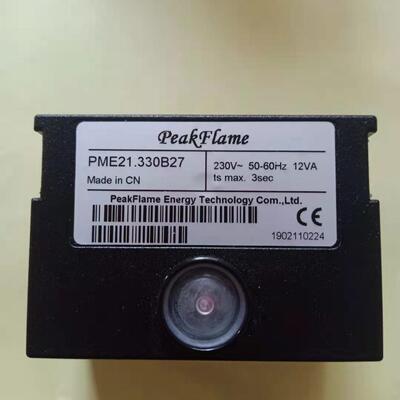 PeakFlame
PME21.330B27
Made in CN
230V~ 50-60Hz 12VA
ts max. 3sec
PeakFlame Energy Technology Com.,Ltd.
CE
1902110224